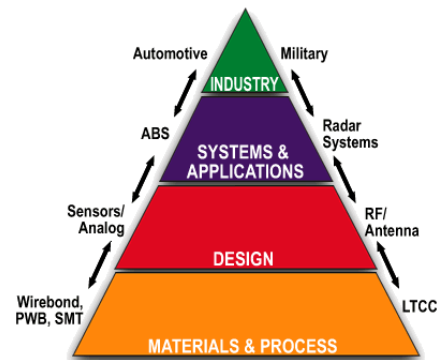 Automotive
Military
INDUSTRY
ABS
Radar
Systems
SYSTEMS &
APPLICATIONS
Sensors/
Analog
RF/
Antenna
DESIGN
Wirebond,
PWB, SMT
LTCC
MATERIALS & PROCESS